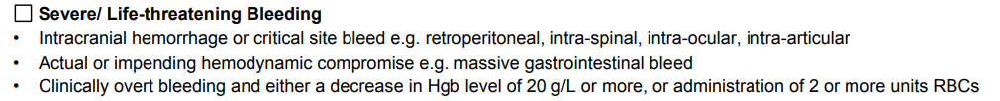 ☐ Severe/ Life-threatening Bleeding
• Intracranial hemorrhage or critical site bleed e.g. retroperitoneal, intra-spinal, intra-ocular, intra-articular
• Actual or impending hemodynamic compromise e.g. massive gastrointestinal bleed
• Clinically overt bleeding and either a decrease in Hgb level of 20 g/L or more, or administration of 2 or more units RBCs